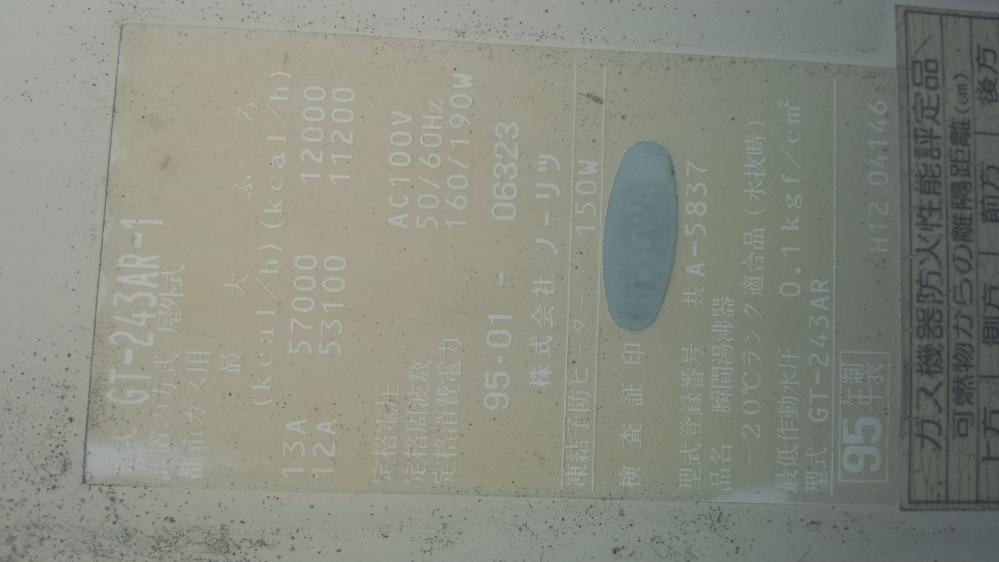 型式 GT-243AR-1
設置の方式 屋外式
都市ガス用
最 大 ふ ろ
(kcal/h)(kcal/h)
13A 57000 12000
12A 53100 11200
定格電圧 AC100V
定格周波数 50/60Hz
定格消費電力 160/190W
95-01 - 06323
株式会社 ノーリツ
凍結予防ヒーター 150W
検 査 証 印
型式登録番号 共A-5837
品名 瞬間湯沸器
-20℃ランク適合品(水抜時)
最低作動水圧 0.1kgf/cm²
型式 GT-243AR
95年製 H12 04146
ガス機器防火性能評定品
可燃物からの離隔距離(cm)
上方 側方 前方 後方